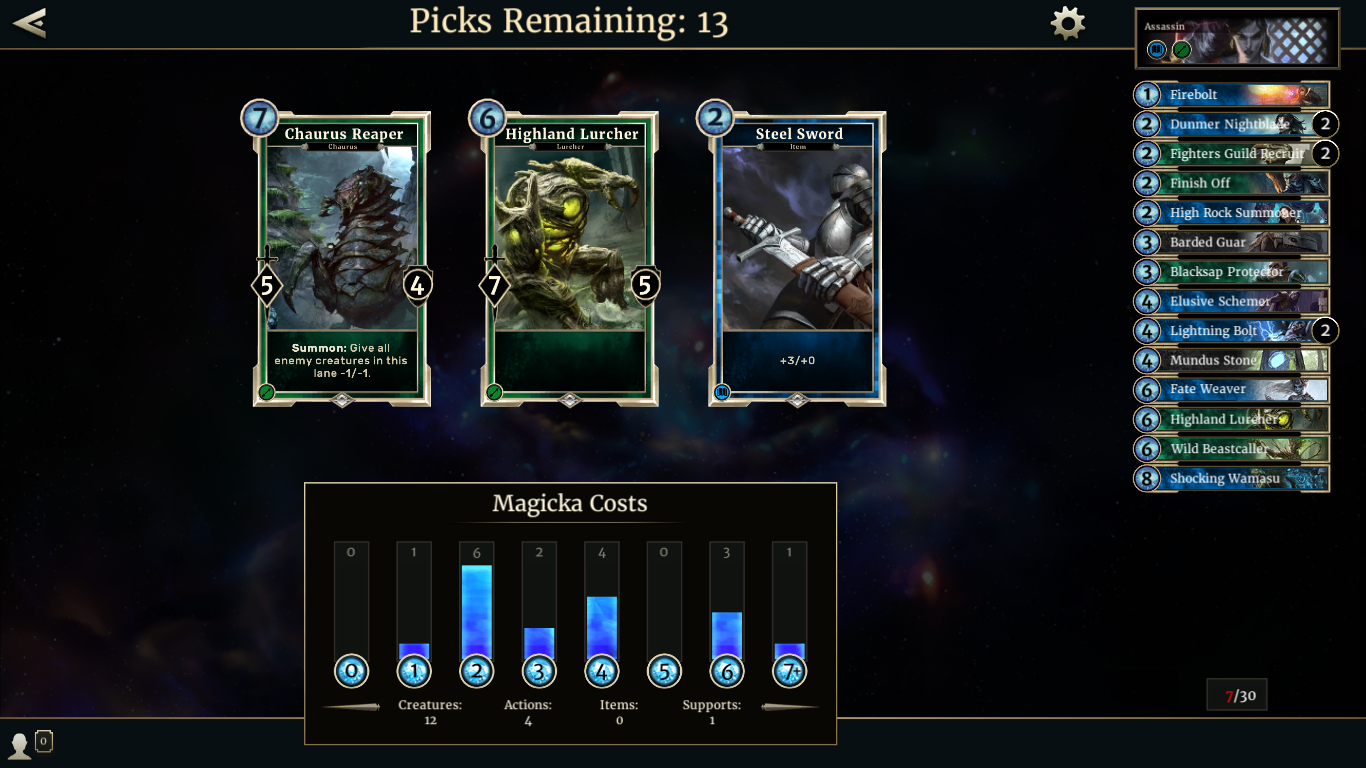 Picks Remaining: 13
Assassin
7
Chaurus Reaper
Chaurus
5
4
Summon: Give all
enemy creatures in this
lane -1/-1.
6
Highland Lurcher
Lurcher
7
5
2
Steel Sword
Item
+3/+0
1 Firebolt
2 Dunmer Nightblade 2
2 Fighters Guild Recruit 2
2 Finish Off
2 High Rock Summoner
3 Barded Guar
3 Blacksap Protector
4 Elusive Schemer
4 Lightning Bolt 2
4 Mundus Stone
6 Fate Weaver
6 Highland Lurcher
6 Wild Beastcaller
8 Shocking Wamasu
Magicka Costs
0 1 6 2 4 0 3 1
0 1 2 3 4 5 6 7+
Creatures: Actions: Items: Supports:
12 4 0 1
7/30
0